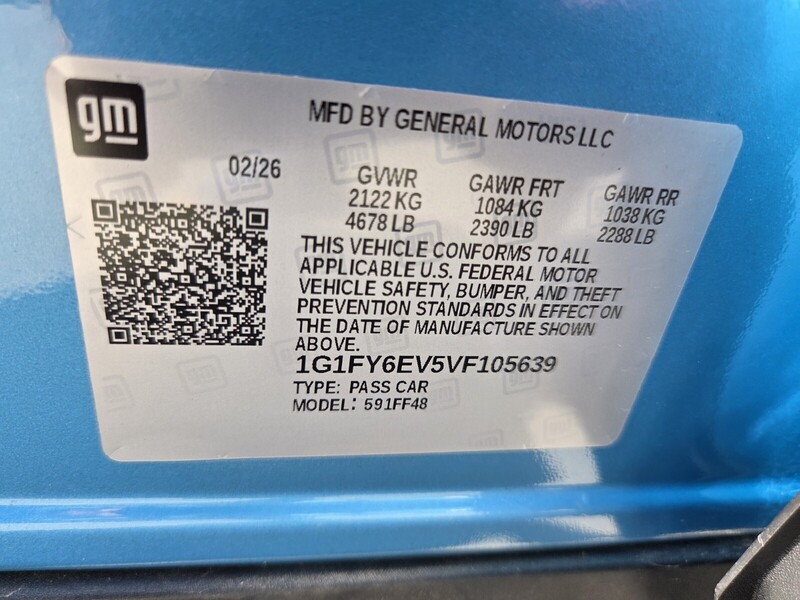 gm
MFD BY GENERAL MOTORS LLC
02/26
GVWR
2122 KG
4678 LB
GAWR FRT
1084 KG
2390 LB
GAWR RR
1038 KG
2288 LB
THIS VEHICLE CONFORMS TO ALL
APPLICABLE U.S. FEDERAL MOTOR
VEHICLE SAFETY, BUMPER, AND THEFT
PREVENTION STANDARDS IN EFFECT ON
THE DATE OF MANUFACTURE SHOWN
ABOVE.
1G1FY6EV5VF105639
TYPE: PASS CAR
MODEL: 591FF48